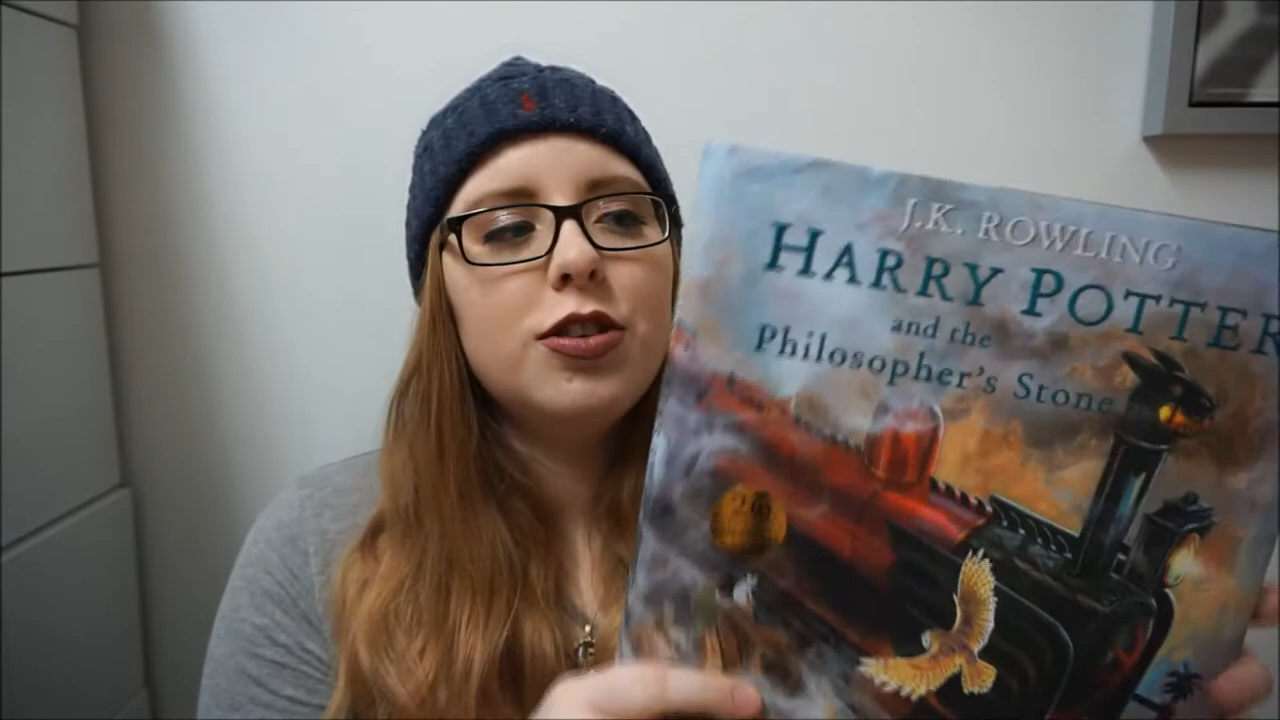 J.K. ROWLING
HARRY POTTER
and the
Philosopher's Stone